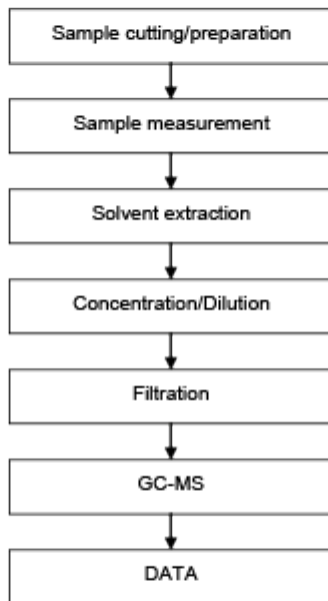 Sample cutting/preparation
Sample measurement
Solvent extraction
Concentration/Dilution
Filtration
GC-MS
DATA